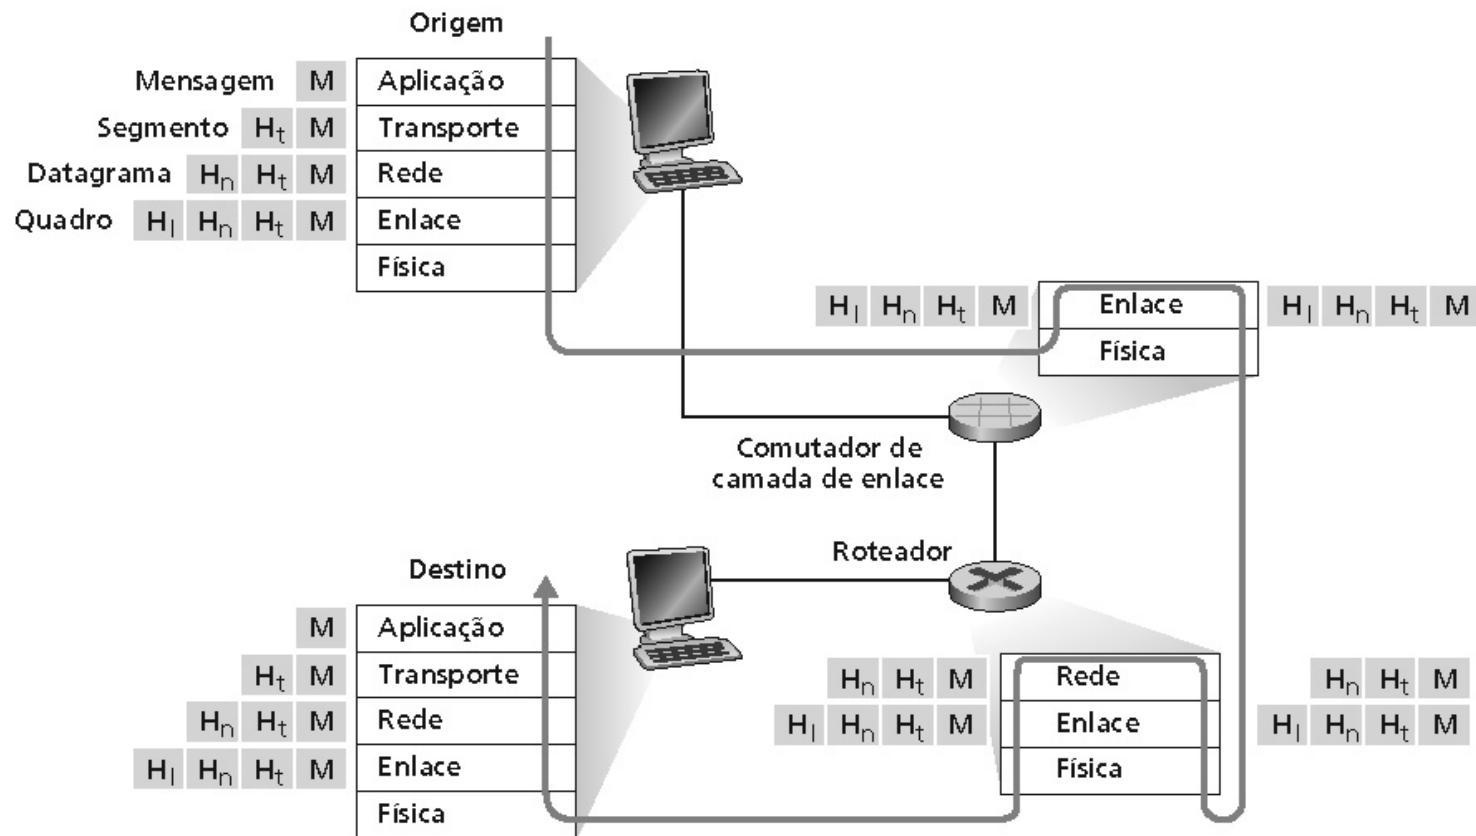 Origem
Mensagem M Aplicação
Segmento Ht M Transporte
Datagrama Hn Ht M Rede
Quadro Hl Hn Ht M Enlace
Física
Hl Hn Ht M Enlace Hl Hn Ht M
Física
Comutador de
camada de enlace
Roteador
Destino
M Aplicação
Ht M Transporte
Hn Ht M Rede
Hl Hn Ht M Enlace
Física
Hn Ht M Rede Hn Ht M
Hl Hn Ht M Enlace Hl Hn Ht M
Física